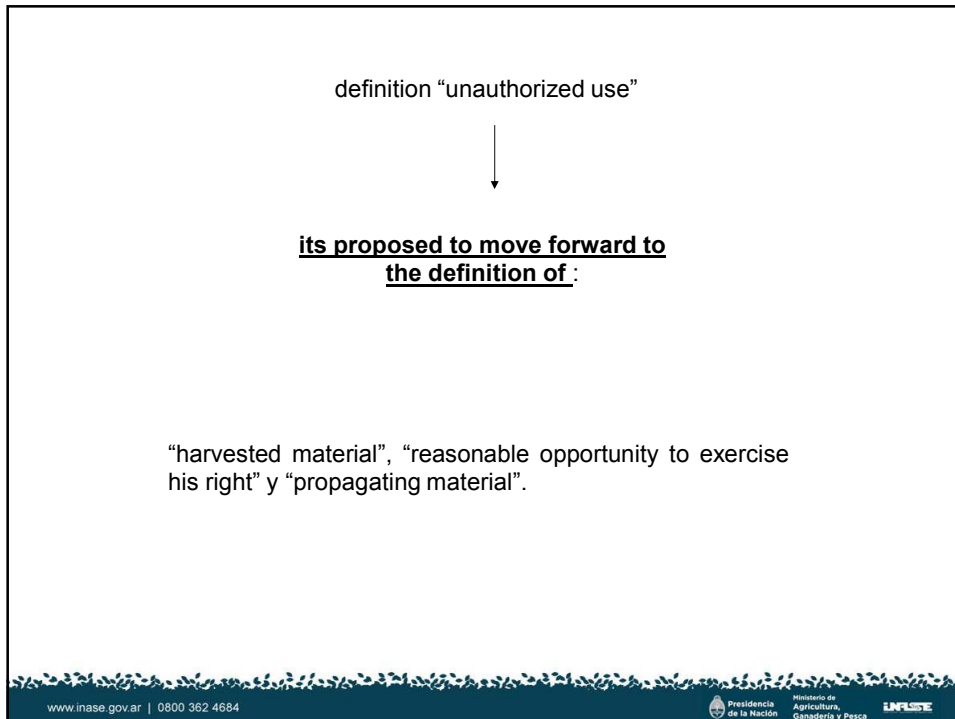 definition “unauthorized use”
its proposed to move forward to
the definition of :
“harvested material”, “reasonable opportunity to exercise
his right” y “propagating material”.
www.inase.gov.ar | 0800 362 4684
Presidencia
de la Nación
Ministerio de
Agricultura,
Ganadería y Pesca
INASE